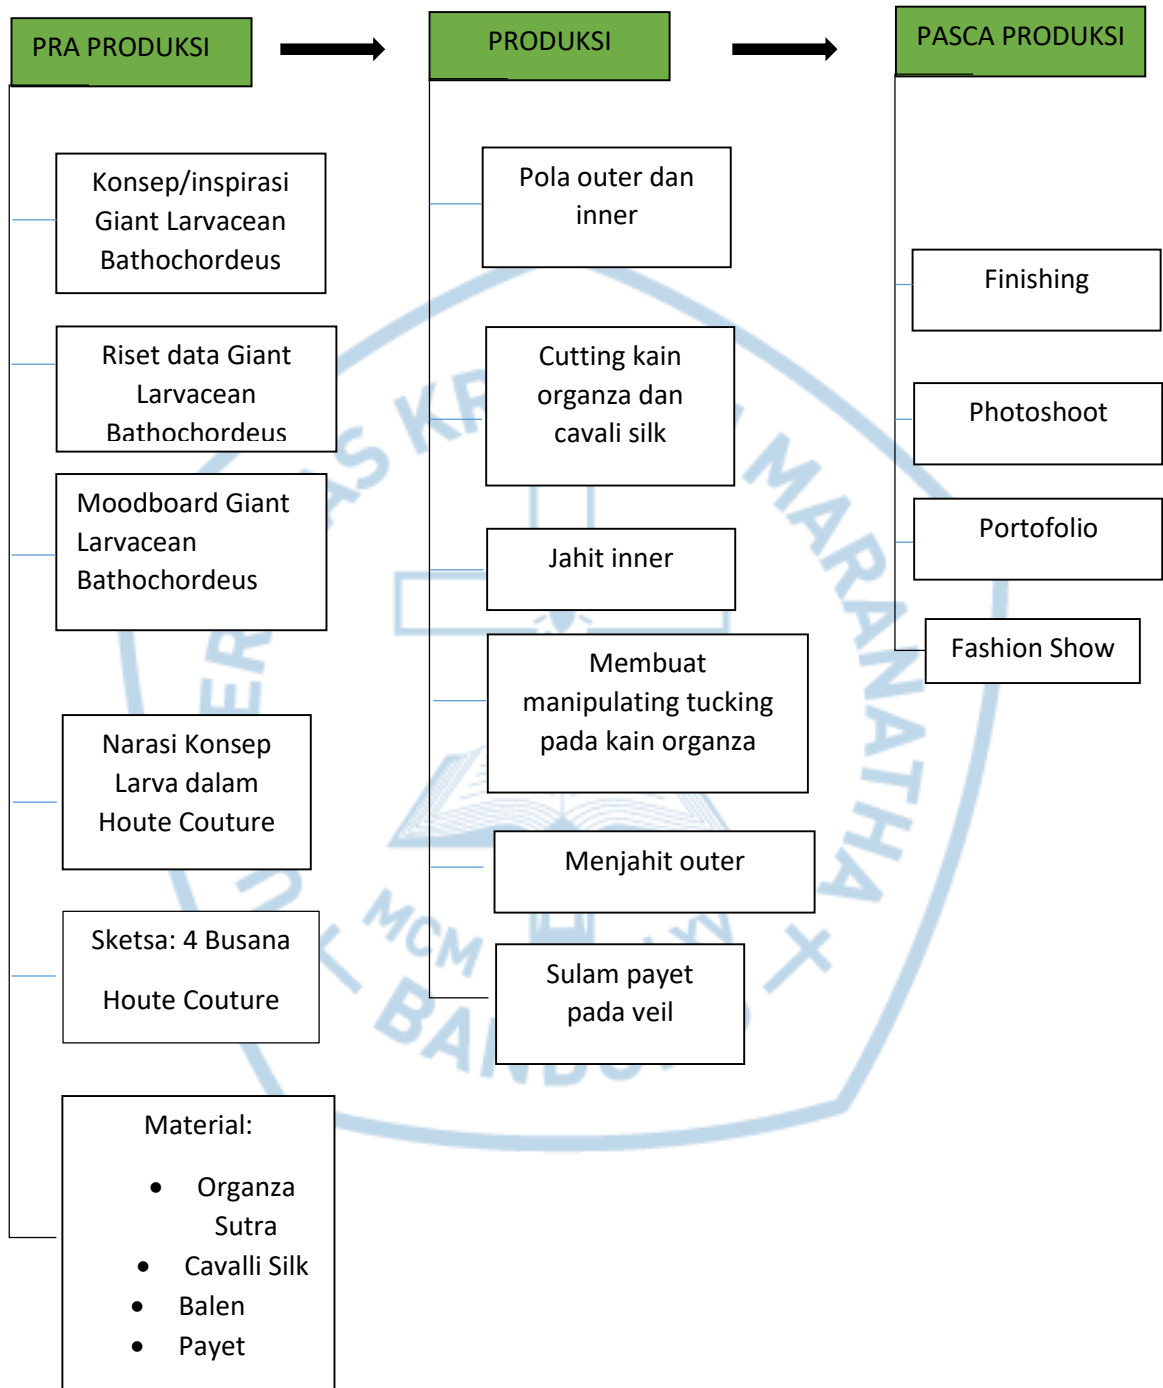 PRA PRODUKSI
PRODUKSI
PASCA PRODUKSI
Konsep/inspirasi
Giant Larvacean
Bathochordeus
Riset data Giant
Larvacean
Bathochordeus
Moodboard Giant
Larvacean
Bathochordeus
Narasi Konsep
Larva dalam
Houte Couture
Sketsa: 4 Busana
Houte Couture
Material:
• Organza
Sutra
• Cavalli Silk
• Balen
• Payet
Pola outer dan
inner
Cutting kain
organza dan
cavali silk
Jahit inner
Membuat
manipulating tucking
pada kain organza
Menjahit outer
Sulam payet
pada veil
Finishing
Photoshoot
Portofolio
Fashion Show
MARANATHA
MCM